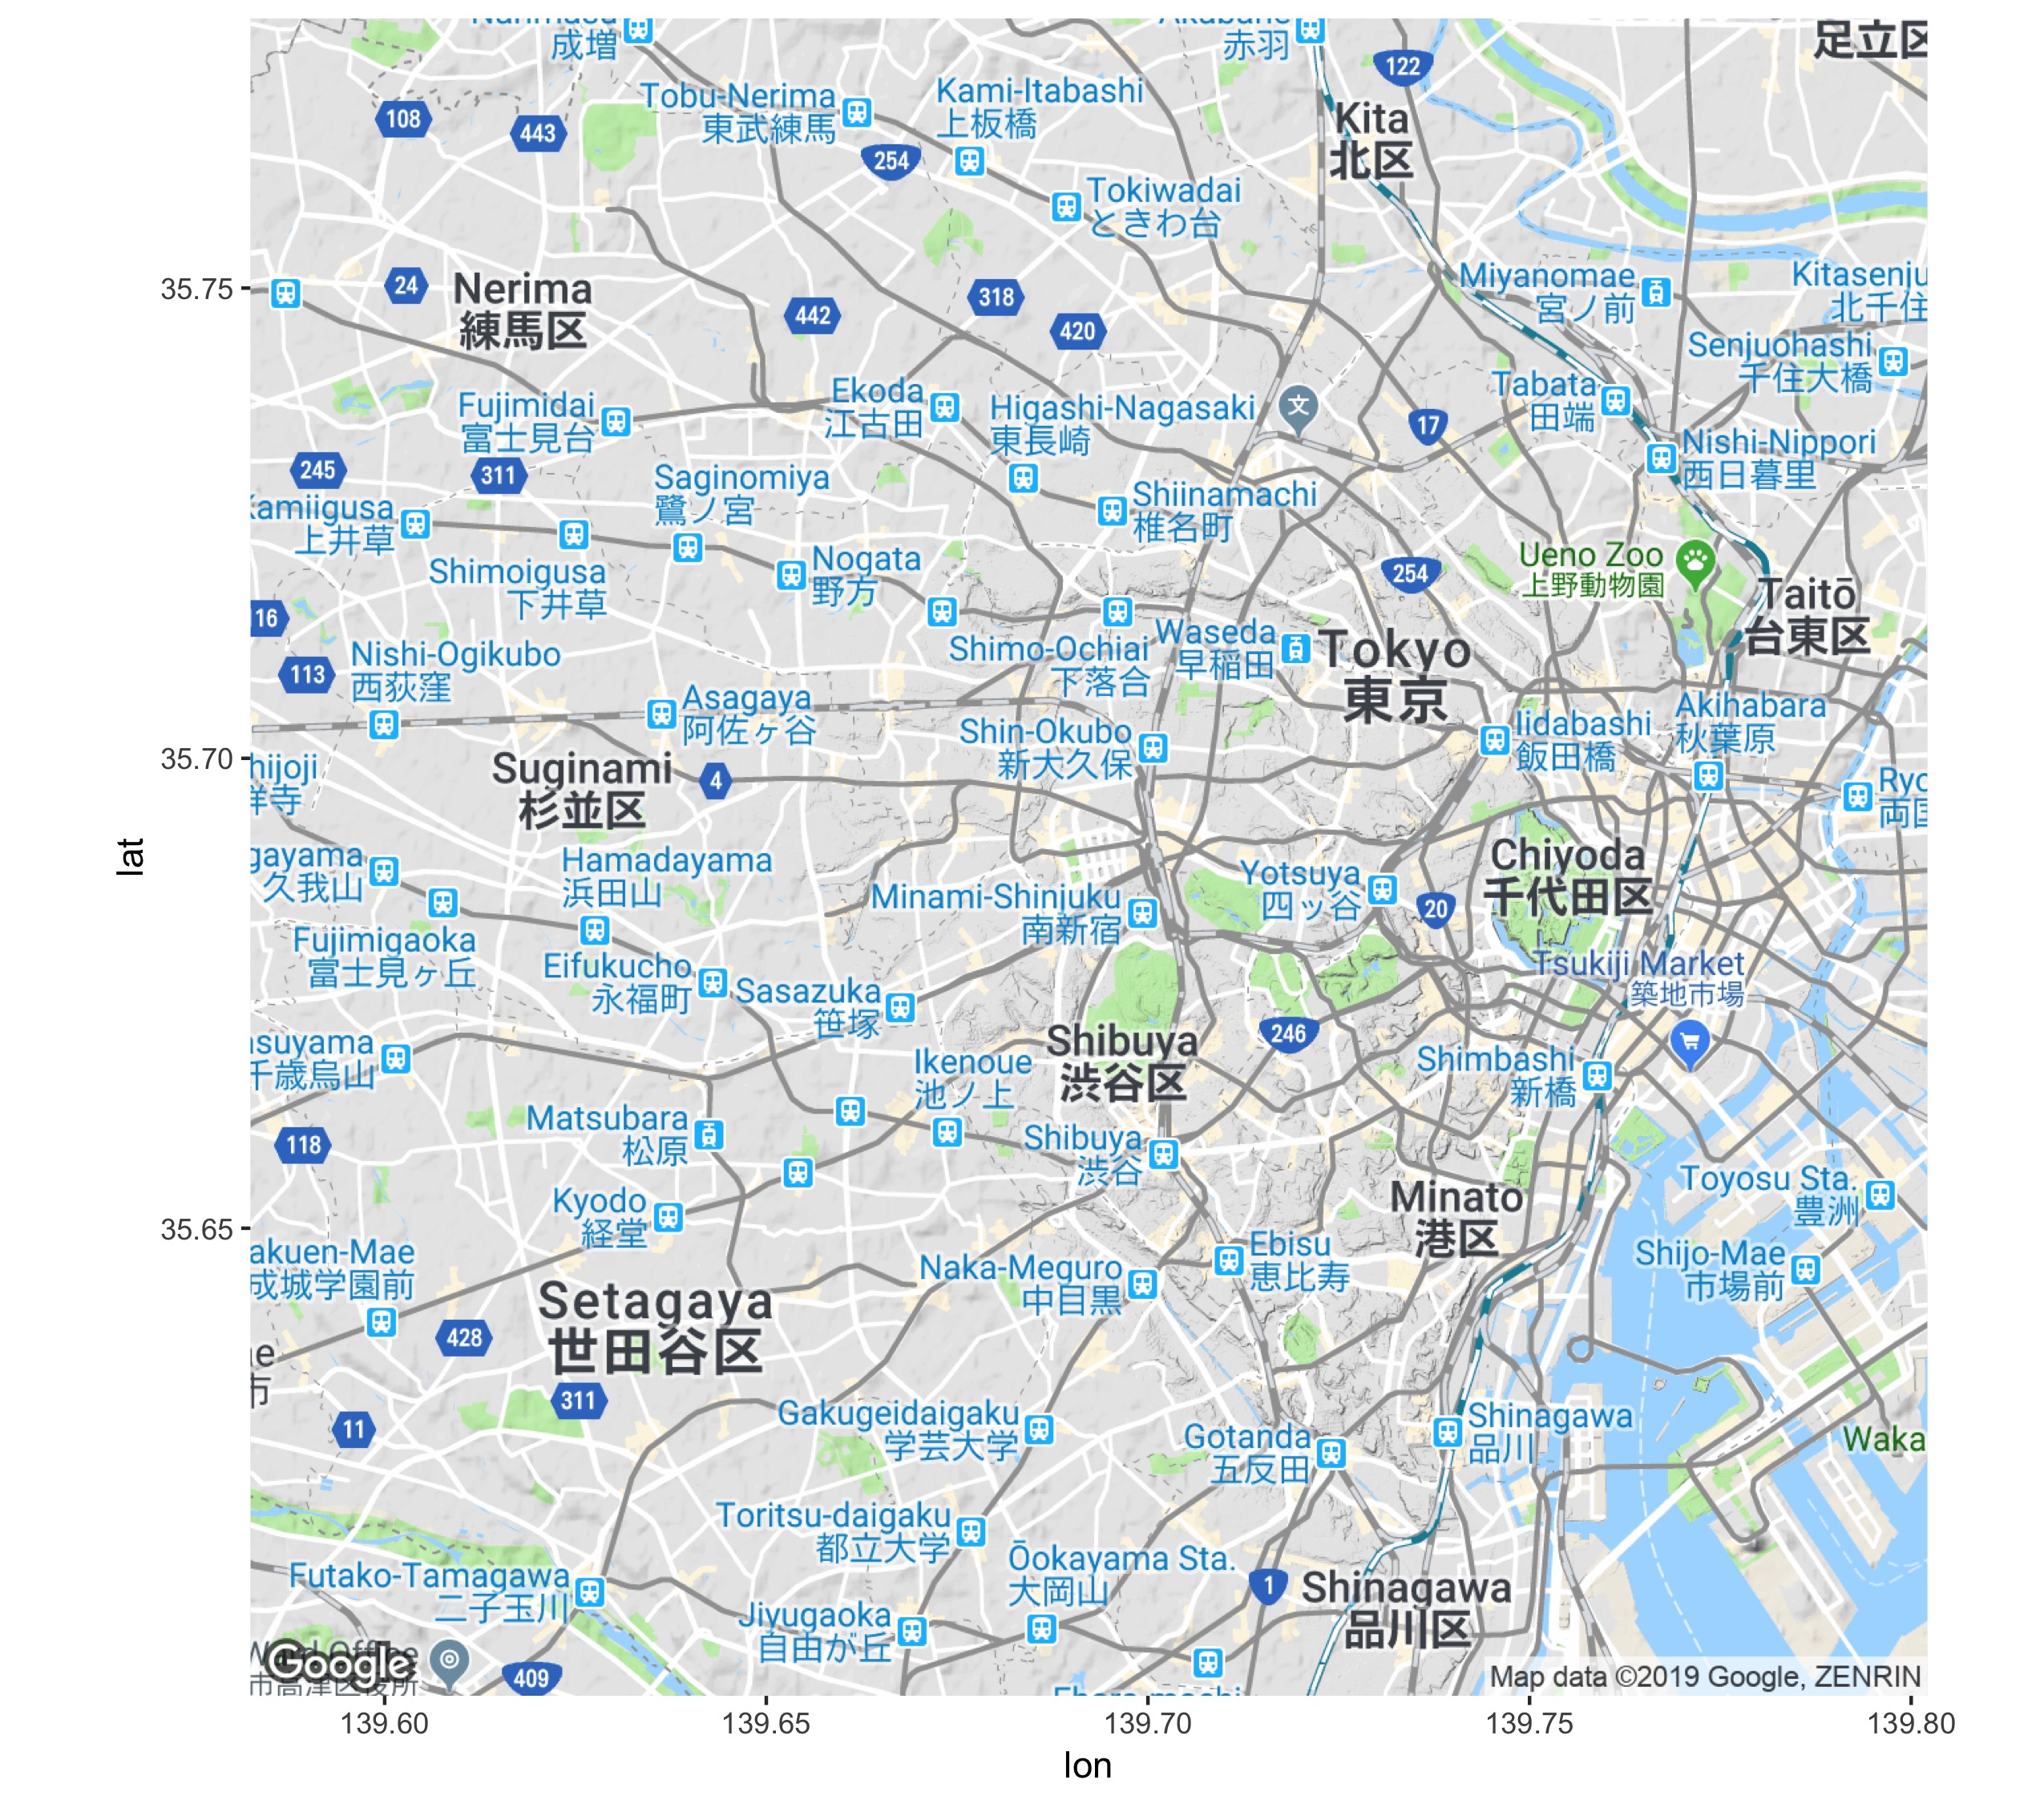 成増
赤羽
足立区
122
108
443
Tobu-Nerima
東武練馬
Kami-Itabashi
上板橋
254
Kita
北区
Tokiwadai
ときわ台
35.75
24
Nerima
練馬区
442
318
420
Miyanomae
宮ノ前
Kitasenju
北千住
Senjuohashi
千住大橋
Fujimidai
富士見台
Ekoda
江古田
Higashi-Nagasaki
東長崎
文
17
Tabata
田端
Nishi-Nippori
西日暮里
245
311
Saginomiya
鷺ノ宮
Kamiigusa
上井草
Shiinamachi
椎名町
Shimoigusa
下井草
Nogata
野方
254
Ueno Zoo
上野動物園
Taitō
台東区
16
113
Nishi-Ogikubo
西荻窪
Shimo-Ochiai
下落合
Waseda
早稲田
Tokyo
東京
Asagaya
阿佐ヶ谷
Shin-Okubo
新大久保
Iidabashi
飯田橋
Akihabara
秋葉原
35.70
hijoji
祥寺
Suginami
杉並区
4
Ryo
両国
lat
gayama
久我山
Hamadayama
浜田山
Minami-Shinjuku
南新宿
Yotsuya
四ッ谷
20
Chiyoda
千代田区
Fujimigaoka
富士見ヶ丘
Eifukucho
永福町
Sasazuka
笹塚
Tsukiji Market
築地市場
asuyama
千歳烏山
Ikenoue
池ノ上
Shibuya
渋谷区
246
Shimbashi
新橋
118
Matsubara
松原
Shibuya
渋谷
Toyosu Sta.
豊洲
Kyodo
経堂
Minato
港区
35.65
akuen-Mae
成城学園前
Naka-Meguro
中目黒
Ebisu
恵比寿
Shijo-Mae
市場前
Setagaya
世田谷区
428
e
市
311
11
Gakugeidaigaku
学芸大学
Gotanda
五反田
Shinagawa
品川
Waka
Toritsu-daigaku
都立大学
Ōokayama Sta.
大岡山
Futako-Tamagawa
二子玉川
Jiyugaoka
自由が丘
1
Shinagawa
品川区
Google
409
Map data ©2019 Google, ZENRIN
139.60
139.65
139.70
139.75
139.80
lon